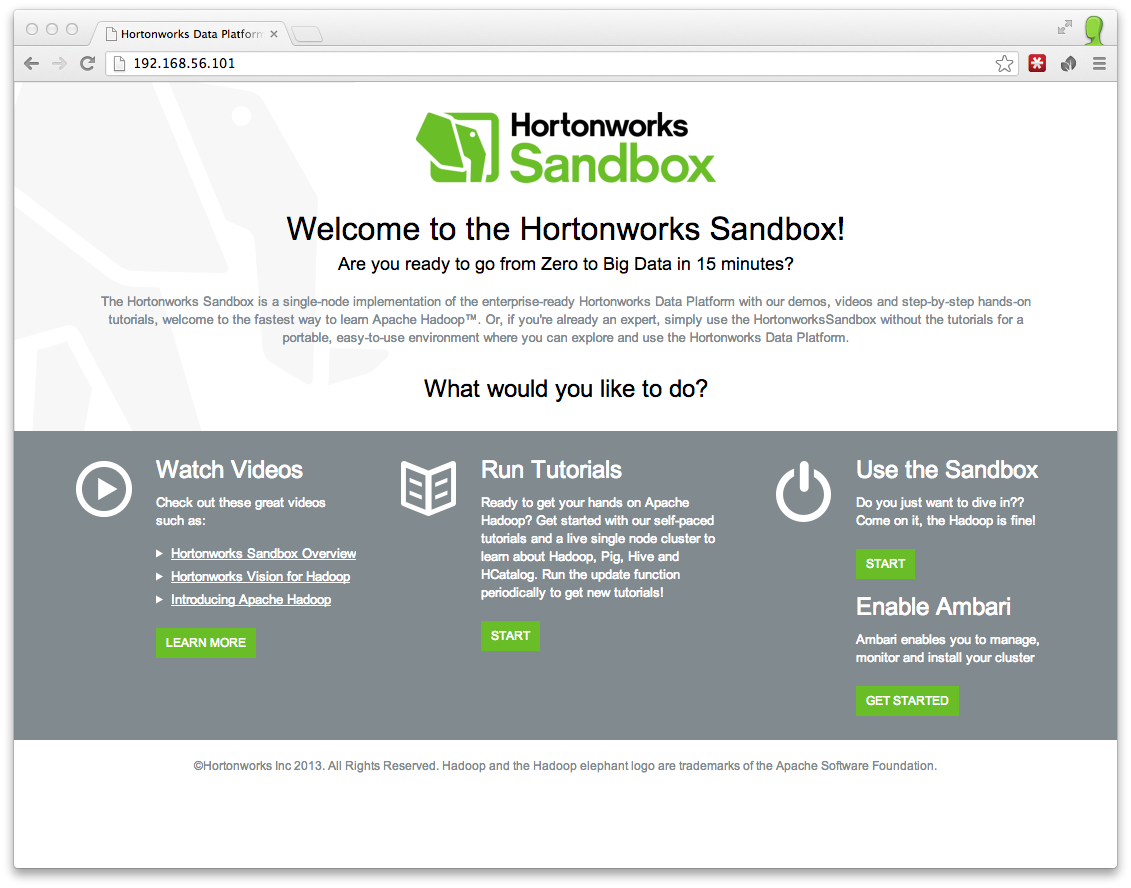 Hortonworks Data Platform
192.168.56.101
Hortonworks
Sandbox
Welcome to the Hortonworks Sandbox!
Are you ready to go from Zero to Big Data in 15 minutes?
The Hortonworks Sandbox is a single-node implementation of the enterprise-ready Hortonworks Data Platform with our demos, videos and step-by-step hands-on
tutorials, welcome to the fastest way to learn Apache Hadoop™. Or, if you're already an expert, simply use the HortonworksSandbox without the tutorials for a
portable, easy-to-use environment where you can explore and use the Hortonworks Data Platform.
What would you like to do?
Watch Videos
Check out these great videos
such as:
Hortonworks Sandbox Overview
Hortonworks Vision for Hadoop
Introducing Apache Hadoop
LEARN MORE
Run Tutorials
Ready to get your hands on Apache
Hadoop? Get started with our self-paced
tutorials and a live single node cluster to
learn about Hadoop, Pig, Hive and
HCatalog. Run the update function
periodically to get new tutorials!
START
Use the Sandbox
Do you just want to dive in??
Come on it, the Hadoop is fine!
START
Enable Ambari
Ambari enables you to manage,
monitor and install your cluster
GET STARTED
©Hortonworks Inc 2013. All Rights Reserved. Hadoop and the Hadoop elephant logo are trademarks of the Apache Software Foundation.